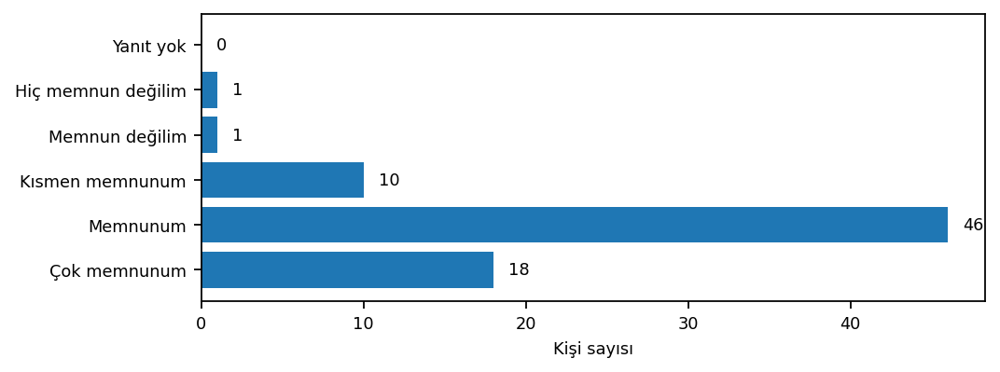 Yanıt yok 0
Hiç memnun değilim 1
Memnun değilim 1
Kısmen memnunum 10
Memnunum 46
Çok memnunum 18
0 10 20 30 40
Kişi sayısı